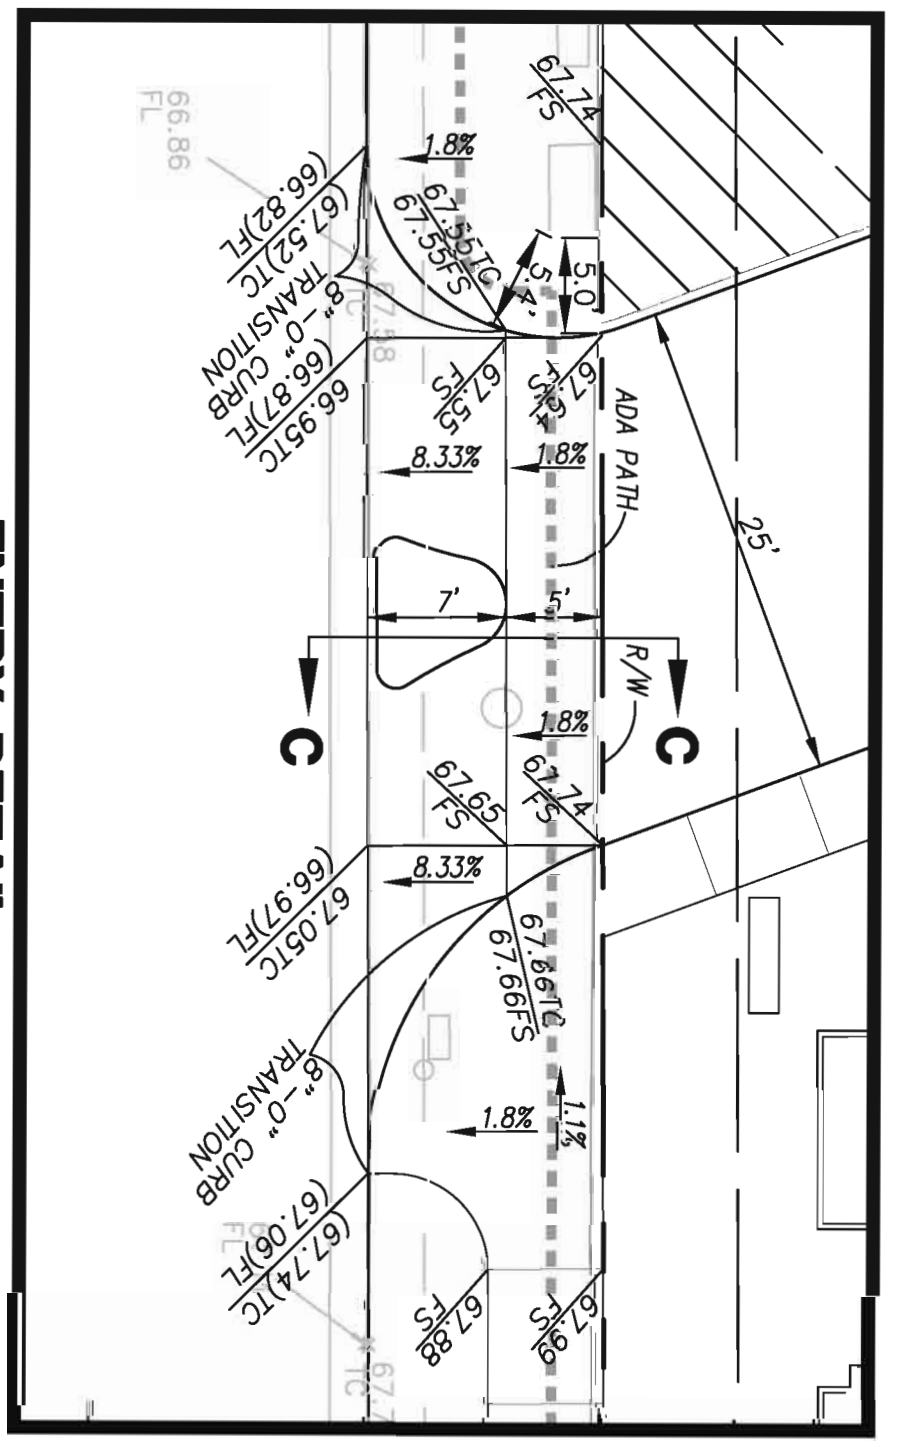 67.74
FS
66.86
FL
1.8%
67.55TC
67.55FS
5.4'
5.0'
(66.82)FL
(67.52)TC
8"-0" CURB
TRANSITION
TC
(66.87)FL
66.95TC
67.55
FS
67.64
FS
ADA PATH
8.33%
1.8%
25'
7'
5'
R/W
C
C
1.8%
67.65
FS
67.74
FS
8.33%
(66.97)FL
67.05TC
67.66TC
67.66FS
8"-0" CURB
TRANSITION
1.8%
1.1%
(67.06)FL
(67.74)TC
FL
67.88
FS
67.99
FS
67.7
TC